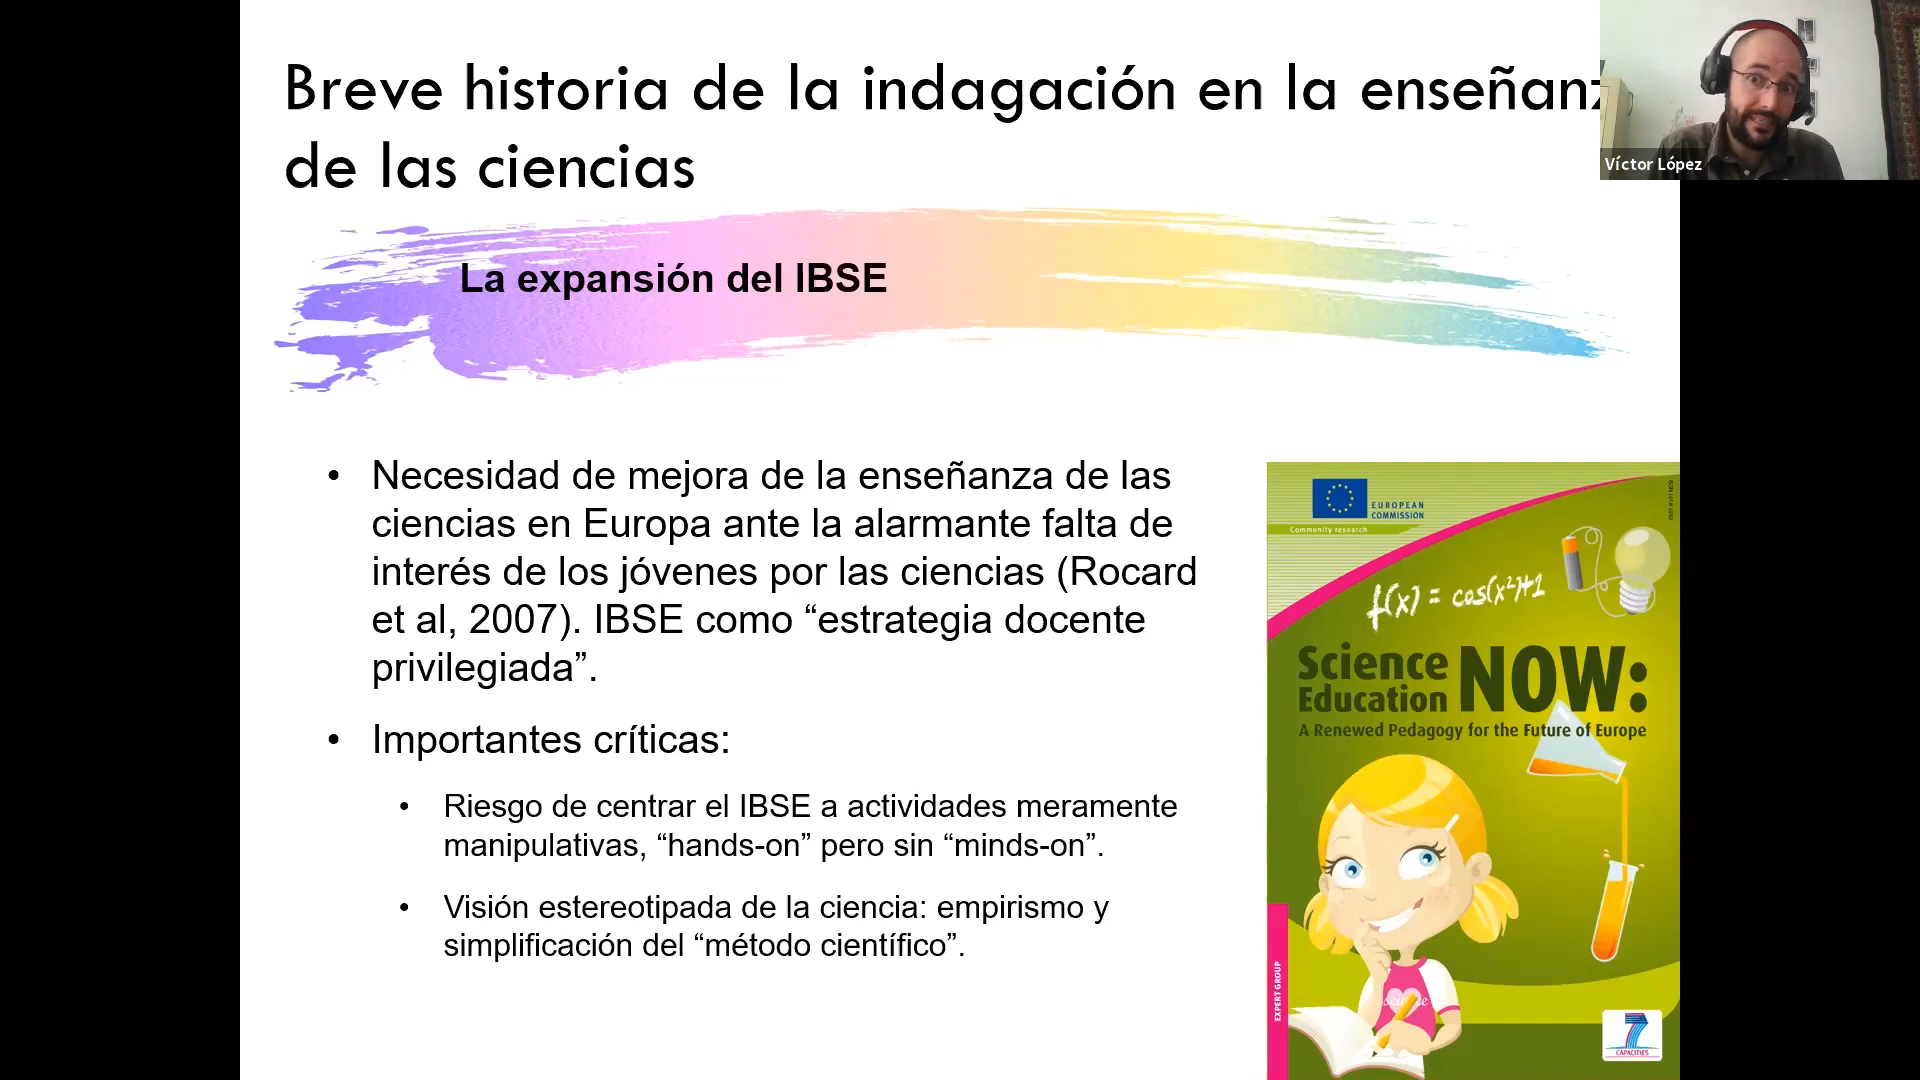 Breve historia de la indagación en la enseñanz
de las ciencias
Víctor López
La expansión del IBSE
• Necesidad de mejora de la enseñanza de las
ciencias en Europa ante la alarmante falta de
interés de los jóvenes por las ciencias (Rocard
et al, 2007). IBSE como “estrategia docente
privilegiada”.
• Importantes críticas:
• Riesgo de centrar el IBSE a actividades meramente
manipulativas, “hands-on” pero sin “minds-on”.
• Visión estereotipada de la ciencia: empirismo y
simplificación del “método científico”.
EUROPEAN
COMMISSION
Community research
f(x) = cos(x²)+1
Science
Education NOW:
A Renewed Pedagogy for the Future of Europe
EXPERT GROUP
7
CAPACITIES